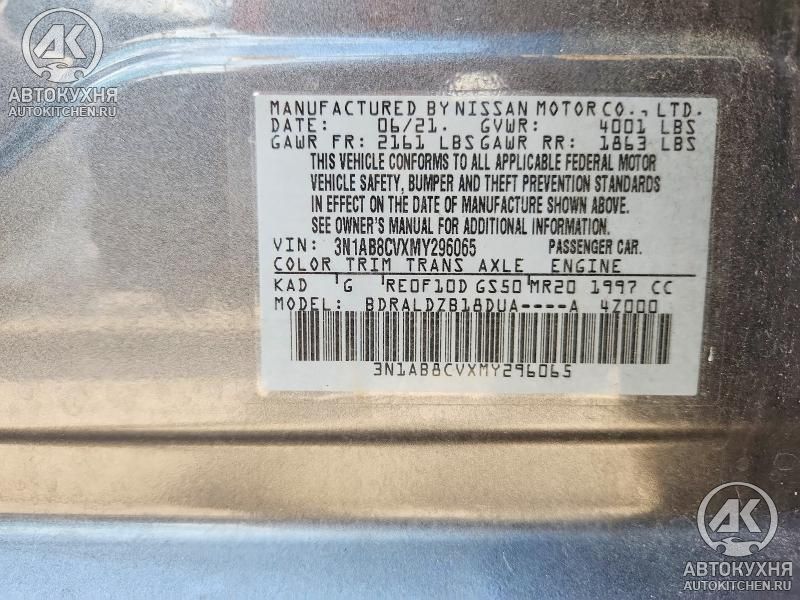 АК
АВТОКУХНЯ
AUTOKITCHEN.RU
MANUFACTURED BY NISSAN MOTOR CO., LTD.
DATE: 06/21. GVWR: 4001 LBS
GAWR FR: 2161 LBS GAWR RR: 1863 LBS
THIS VEHICLE CONFORMS TO ALL APPLICABLE FEDERAL MOTOR
VEHICLE SAFETY, BUMPER AND THEFT PREVENTION STANDARDS
IN EFFECT ON THE DATE OF MANUFACTURE SHOWN ABOVE.
SEE OWNER'S MANUAL FOR ADDITIONAL INFORMATION.
VIN: 3N1AB8CVXMY296065 PASSENGER CAR.
COLOR TRIM TRANS AXLE ENGINE
KAD G RE0F10D GS50 MR20 1997 CC
MODEL: BDRALDZB18DUA----A 4Z000
3N1AB8CVXMY296065
АК
АВТОКУХНЯ
AUTOKITCHEN.RU